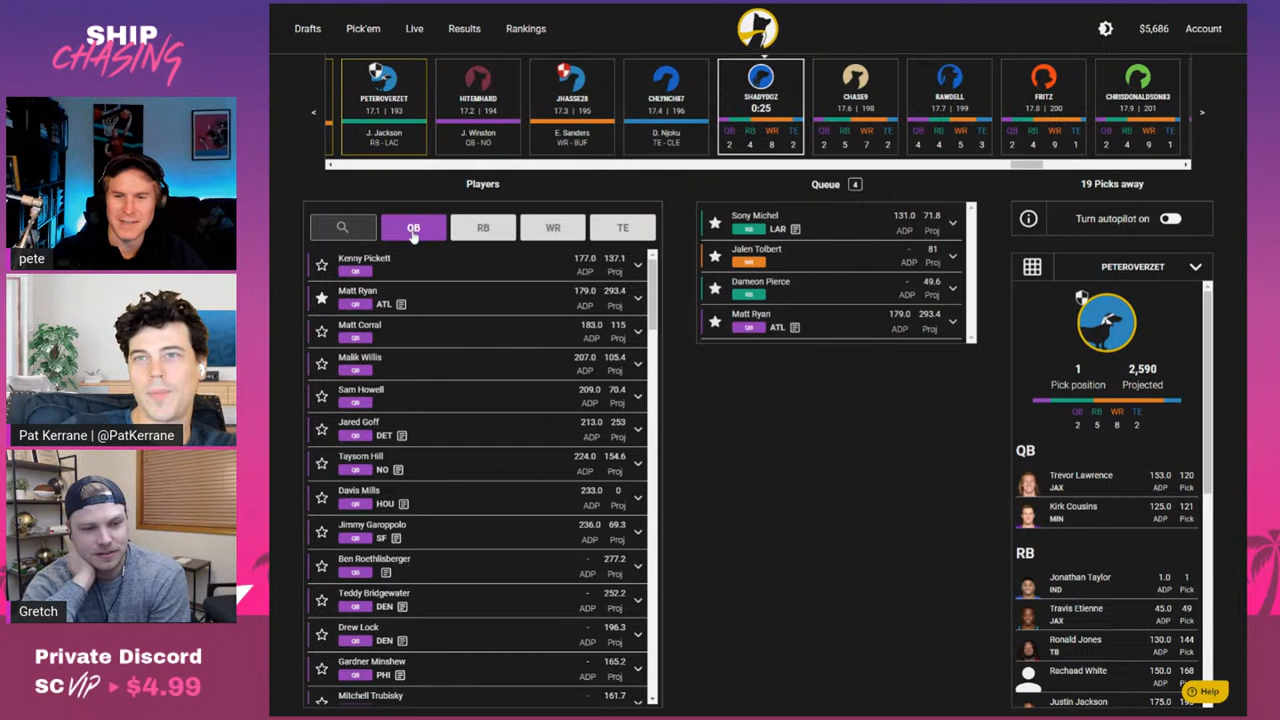 SHIP
CHASING
pete
Pat Kerrane | @PatKerrane
Gretch
Private Discord
SC VIP $4.99
Drafts
Pick'em
Live
Results
Rankings
$5,686
Account
<
PETEROVERZET
17.1 | 193
J. Jackson
RB - LAC
HITEMHARD
17.2 | 194
J. Winston
QB - NO
JHASSE28
17.3 | 195
E. Sanders
WR - BUF
CHLYNCH87
17.4 | 196
D. Njoku
TE - CLE
SHADYDOZ
0:25
QB RB WR TE
2 4 8 2
CHASE9
17.6 | 198
QB RB WR TE
2 5 7 2
RAWDELL
17.7 | 199
QB RB WR TE
4 4 5 3
FRITZ
17.8 | 200
QB RB WR TE
2 4 9 1
CHRISDONALDSON83
17.9 | 201
QB RB WR TE
2 4 9 1
>
Players
QB
RB
WR
TE
Kenny Pickett 177.0 137.1
QB ADP Proj
Matt Ryan 179.0 293.4
QB ATL ADP Proj
Matt Corral 183.0 115
QB ADP Proj
Malik Willis 207.0 105.4
QB ADP Proj
Sam Howell 209.0 70.4
QB ADP Proj
Jared Goff 213.0 253
QB DET ADP Proj
Taysom Hill 224.0 154.6
QB NO ADP Proj
Davis Mills 233.0 0
QB HOU ADP Proj
Jimmy Garoppolo 236.0 69.3
QB SF ADP Proj
Ben Roethlisberger - 277.2
QB ADP Proj
Teddy Bridgewater - 252.2
QB DEN ADP Proj
Drew Lock - 196.3
QB DEN ADP Proj
Gardner Minshew - 165.2
QB PHI ADP Proj
Mitchell Trubisky - 161.7
Queue 4
Sony Michel 131.0 71.8
RB LAR ADP Proj
Jalen Tolbert - 81
WR ADP Proj
Dameon Pierce - 49.6
RB ADP Proj
Matt Ryan 179.0 293.4
QB ATL ADP Proj
19 Picks away
Turn autopilot on
PETEROVERZET
1 2,590
Pick position Projected
QB RB WR TE
2 5 8 2
QB
Trevor Lawrence 153.0 120
JAX ADP Pick
Kirk Cousins 125.0 121
MIN ADP Pick
RB
Jonathan Taylor 1.0 1
IND ADP Pick
Travis Etienne 45.0 49
JAX ADP Pick
Ronald Jones 130.0 144
TB ADP Pick
Rachaad White 150.0 168
ADP Pick
Justin Jackson 175.0
Help